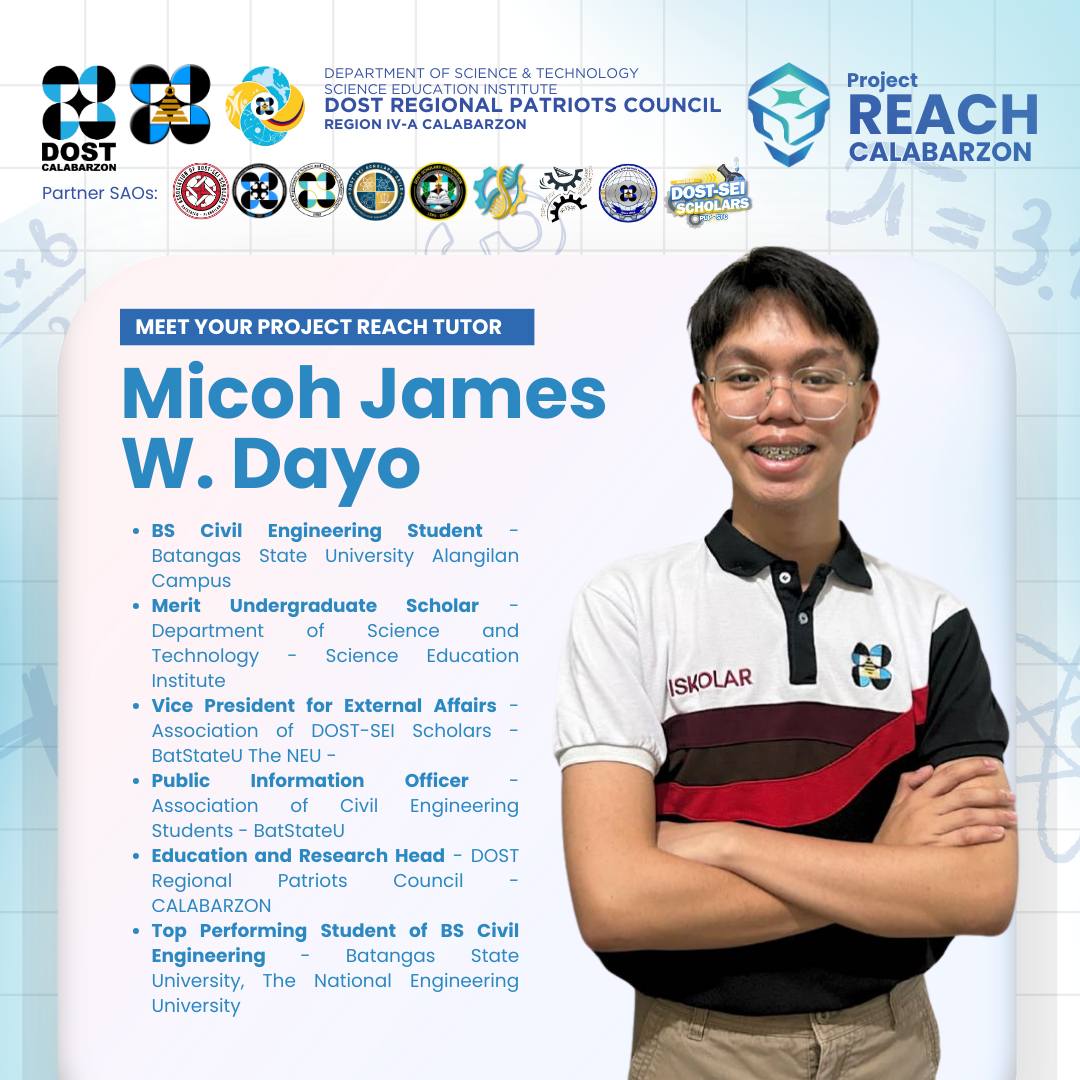 DEPARTMENT OF SCIENCE & TECHNOLOGY
SCIENCE EDUCATION INSTITUTE
DOST REGIONAL PATRIOTS COUNCIL
REGION IV-A CALABARZON
DOST
CALABARZON
Project
REACH
CALABARZON
Partner SAOs:
DOST-SEI
SCHOLARS
MEET YOUR PROJECT REACH TUTOR
Micoh James
W. Dayo
• BS Civil Engineering Student -
Batangas State University Alangilan
Campus
• Merit Undergraduate Scholar -
Department of Science and
Technology - Science Education
Institute
• Vice President for External Affairs -
Association of DOST-SEI Scholars -
BatStateU The NEU -
• Public Information Officer -
Association of Civil Engineering
Students - BatStateU
• Education and Research Head - DOST
Regional Patriots Council -
CALABARZON
• Top Performing Student of BS Civil
Engineering - Batangas State
University, The National Engineering
University
ISKOLAR